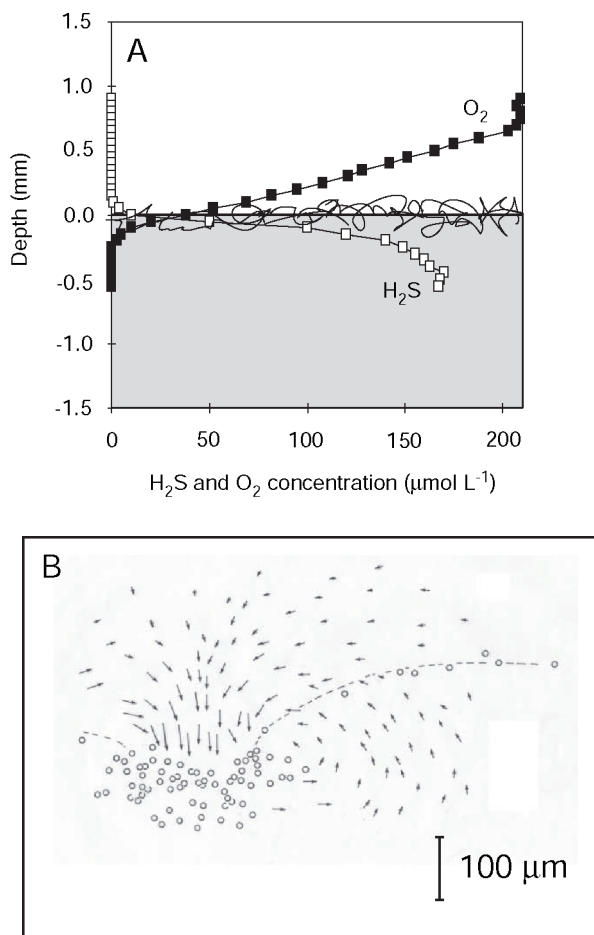 A
1.5
1.0
0.5
0.0
-0.5
-1.0
-1.5
Depth (mm)
O₂
H₂S
0 50 100 150 200
H₂S and O₂ concentration (μmol L⁻¹)
B
100 μm